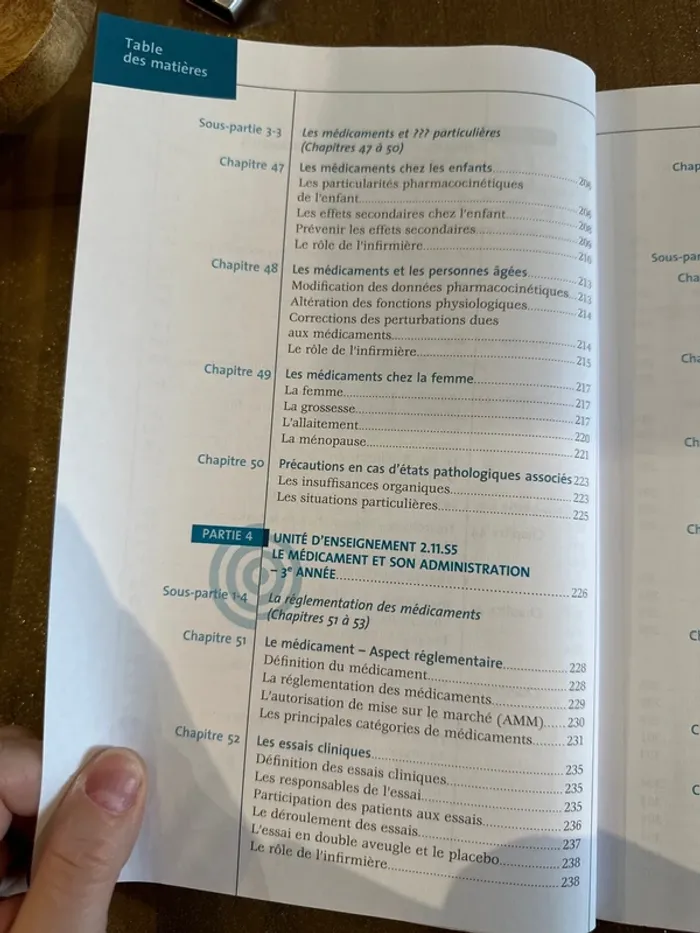 Table
des matières
Sous-partie 3-3 Les médicaments et ??? particulières
(Chapitres 47 à 50)
Chapitre 47 Les médicaments chez les enfants
Les particularités pharmacocinétiques
de l'enfant
Les effets secondaires chez l'enfant
Prévenir les effets secondaires
Le rôle de l'infirmière
Chapitre 48 Les médicaments et les personnes âgées 213
Modification des données pharmacocinétiques 213
Altération des fonctions physiologiques 214
Corrections des perturbations dues
aux médicaments 214
Le rôle de l'infirmière 215
Chapitre 49 Les médicaments chez la femme 217
La femme 217
La grossesse 217
L'allaitement 220
La ménopause 221
Chapitre 50 Précautions en cas d'états pathologiques associés 223
Les insuffisances organiques 223
Les situations particulières 225
PARTIE 4 UNITÉ D'ENSEIGNEMENT 2.11.S5
LE MÉDICAMENT ET SON ADMINISTRATION
– 3e ANNÉE 226
Sous-partie 1-4 La réglementation des médicaments
(Chapitres 51 à 53)
Chapitre 51 Le médicament – Aspect réglementaire 228
Définition du médicament 228
La réglementation des médicaments 229
L'autorisation de mise sur le marché (AMM) 230
Les principales catégories de médicaments 231
Chapitre 52 Les essais cliniques 235
Définition des essais cliniques 235
Les responsables de l'essai 235
Participation des patients aux essais 236
Le déroulement des essais 237
L'essai en double aveugle et le placebo 238
Le rôle de l'infirmière 238